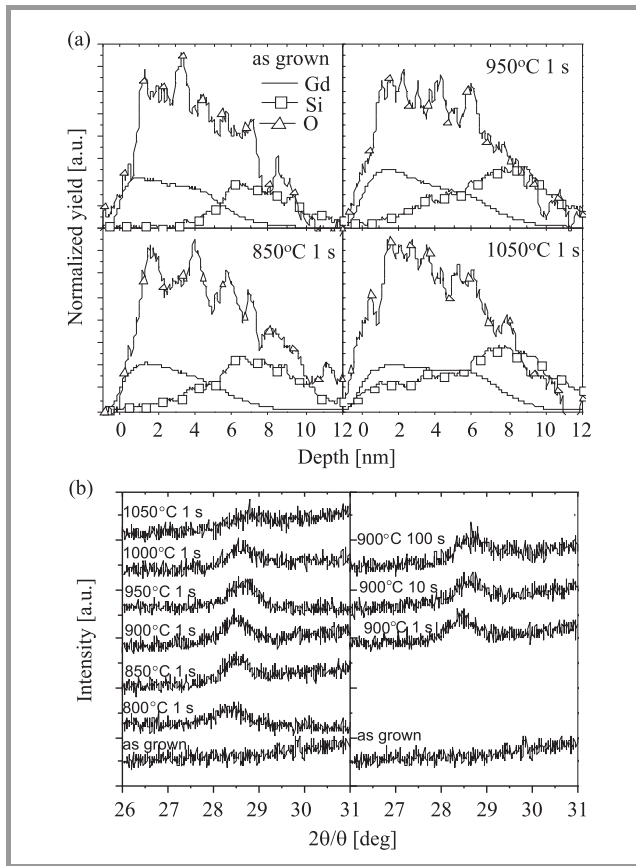 (a)
as grown
Gd
Si
O
950°C 1 s
850°C 1 s
1050°C 1 s
Normalized yield [a.u.]
0 2 4 6 8 10 12 0 2 4 6 8 10 12
Depth [nm]
(b)
1050°C 1 s
1000°C 1 s
950°C 1 s
900°C 1 s
850°C 1 s
800°C 1 s
as grown
900°C 100 s
900°C 10 s
900°C 1 s
as grown
Intensity [a.u.]
26 27 28 29 30 31 27 28 29 30 31
2θ/θ [deg]